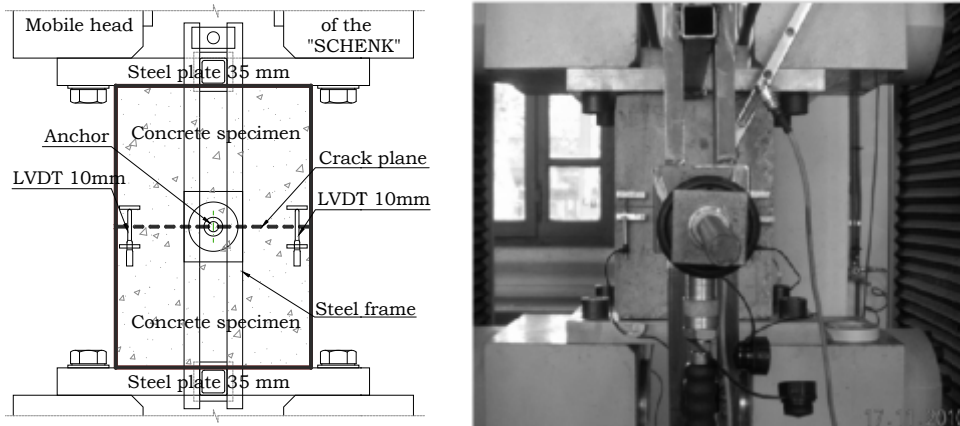 Mobile head
of the
"SCHENK"
Steel plate 35 mm
Concrete specimen
Anchor
Crack plane
LVDT 10mm
LVDT 10mm
Steel frame
Concrete specimen
Steel plate 35 mm